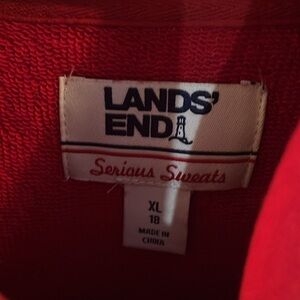 LANDS'
END
Serious Sweats
XL
18
MADE IN
CHINA